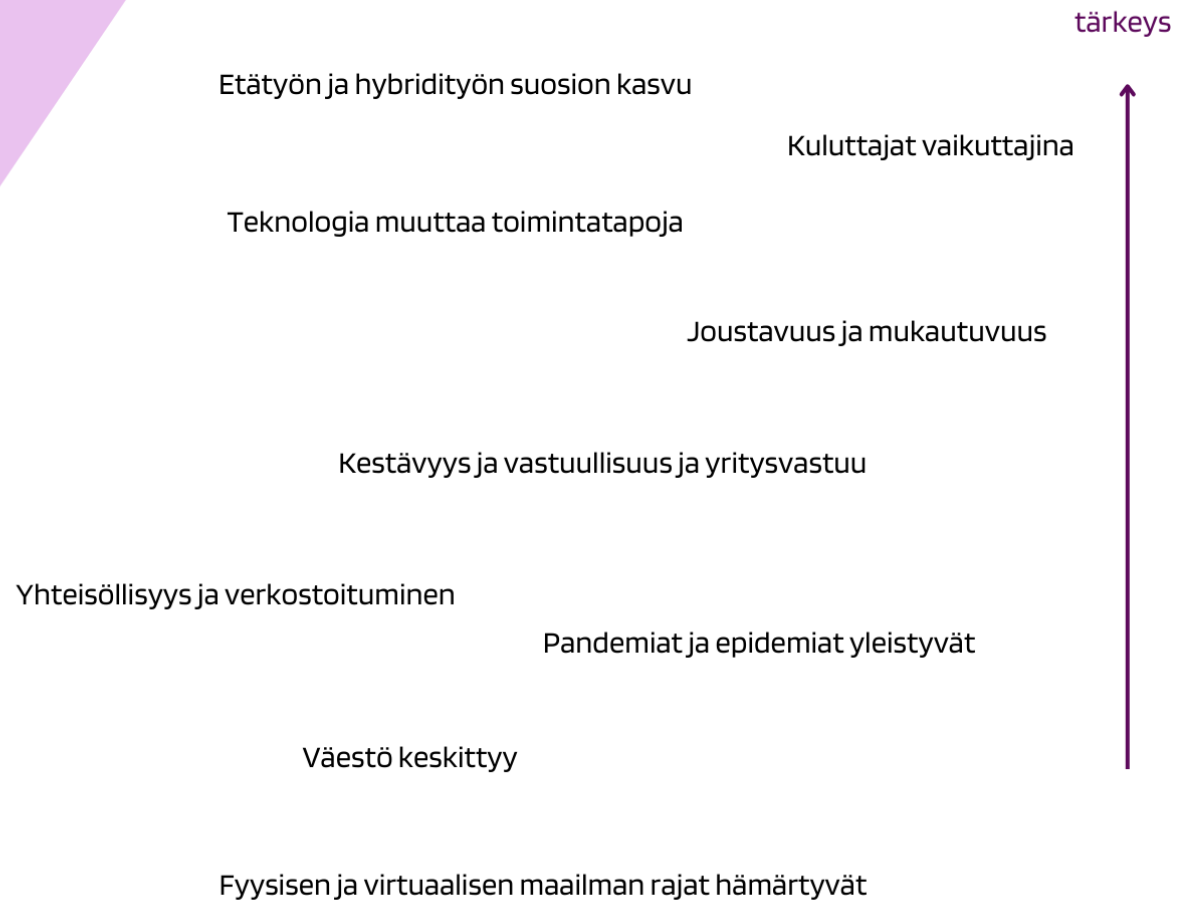 tärkeys
Etätyön ja hybridityön suosion kasvu
Kuluttajat vaikuttajina
Teknologia muuttaa toimintatapoja
Joustavuus ja mukautuvuus
Kestävyys ja vastuullisuus ja yritysvastuu
Yhteisöllisyys ja verkostoituminen
Pandemiat ja epidemiat yleistyvät
Väestö keskittyy
Fyysisen ja virtuaalisen maailman rajat hämärtyvät